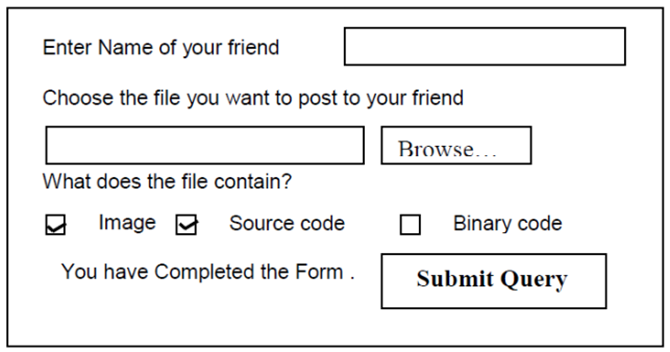 Enter Name of your friend
Choose the file you want to post to your friend
Browse...
What does the file contain?
Image Source code Binary code
You have Completed the Form .
Submit Query